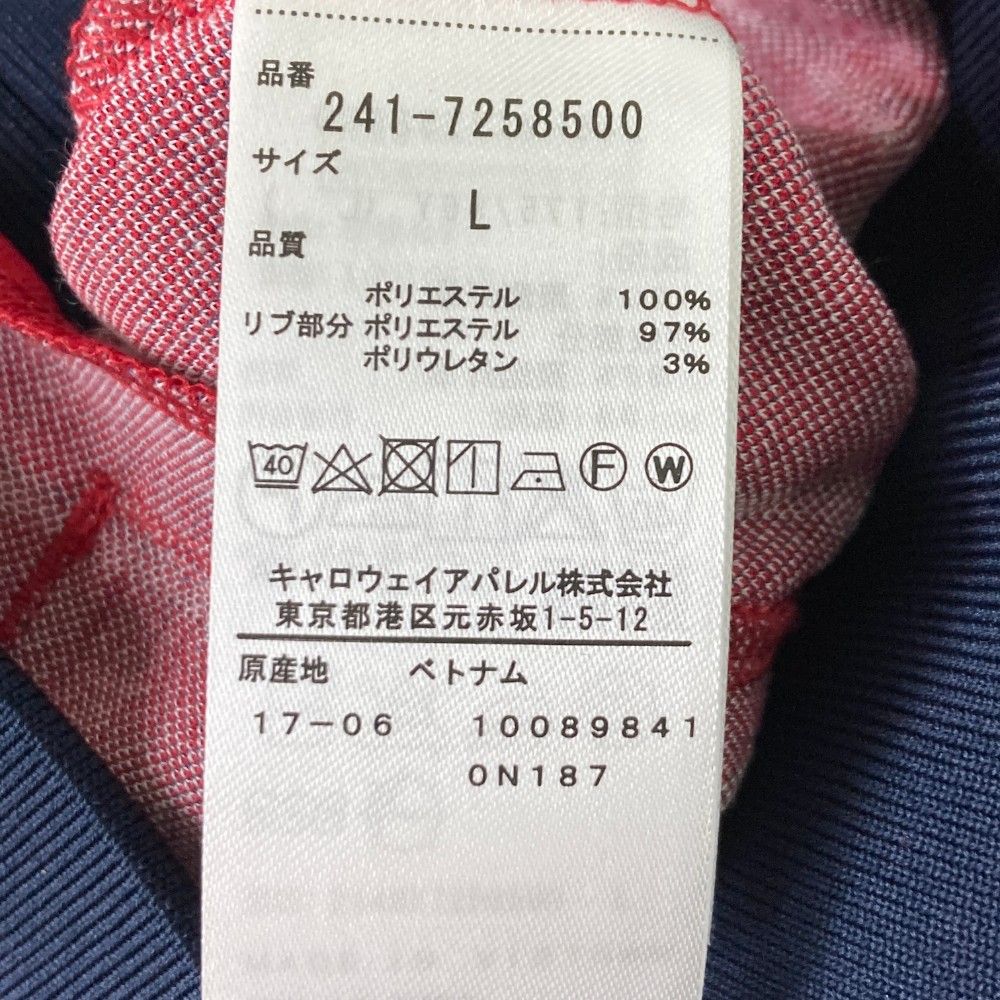 品番
241-7258500
サイズ
L
品質
ポリエステル 100%
リブ部分 ポリエステル 97%
ポリウレタン 3%
40 F W
キャロウェイアパレル株式会社
東京都港区元赤坂1-5-12
原産地 ベトナム
17-06 10089841
0N187